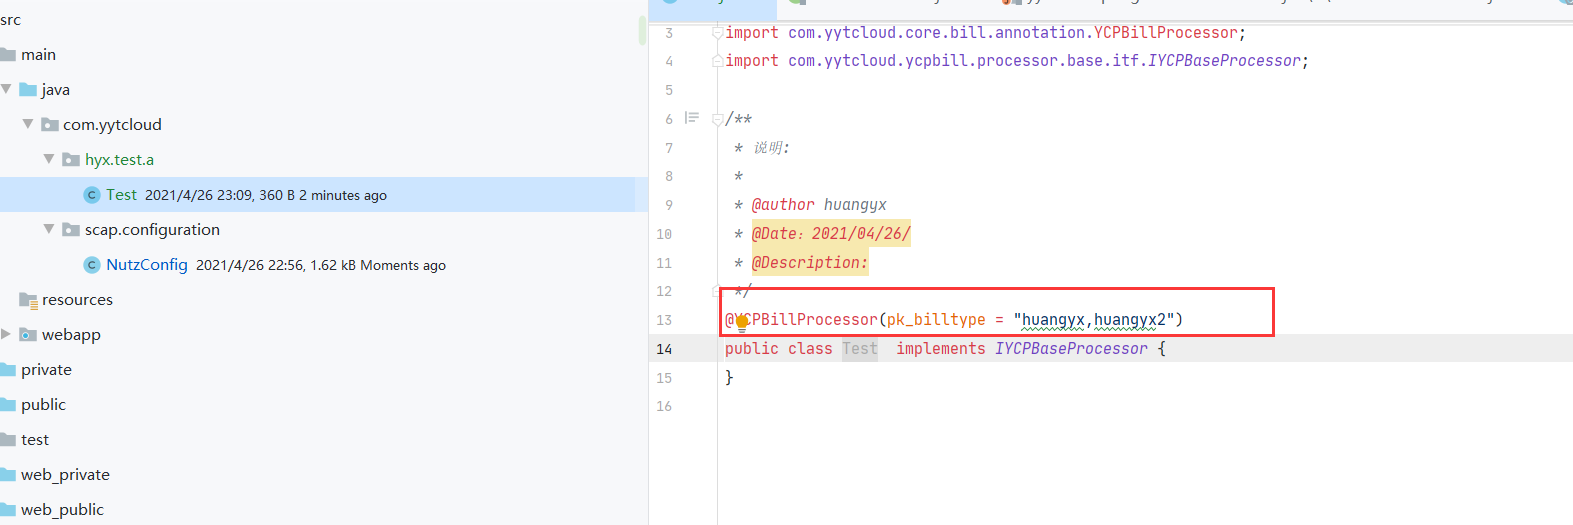 src
main
java
com.yytcloud
hyx.test.a
Test 2021/4/26 23:09, 360 B 2 minutes ago
scap.configuration
NutzConfig 2021/4/26 22:56, 1.62 kB Moments ago
resources
webapp
private
public
test
web_private
web_public
3 import com.yytcloud.core.bill.annotation.YCPBillProcessor;
4 import com.yytcloud.ycpbill.processor.base.itf.IYCPBaseProcessor;
5
6 /**
7 * 说明:
8 *
9 * @author huangyx
10 * @Date：2021/04/26/
11 * @Description:
12 */
13 @YCPBillProcessor(pk_billtype = "huangyx,huangyx2")
14 public class Test  implements IYCPBaseProcessor {
15 }
16